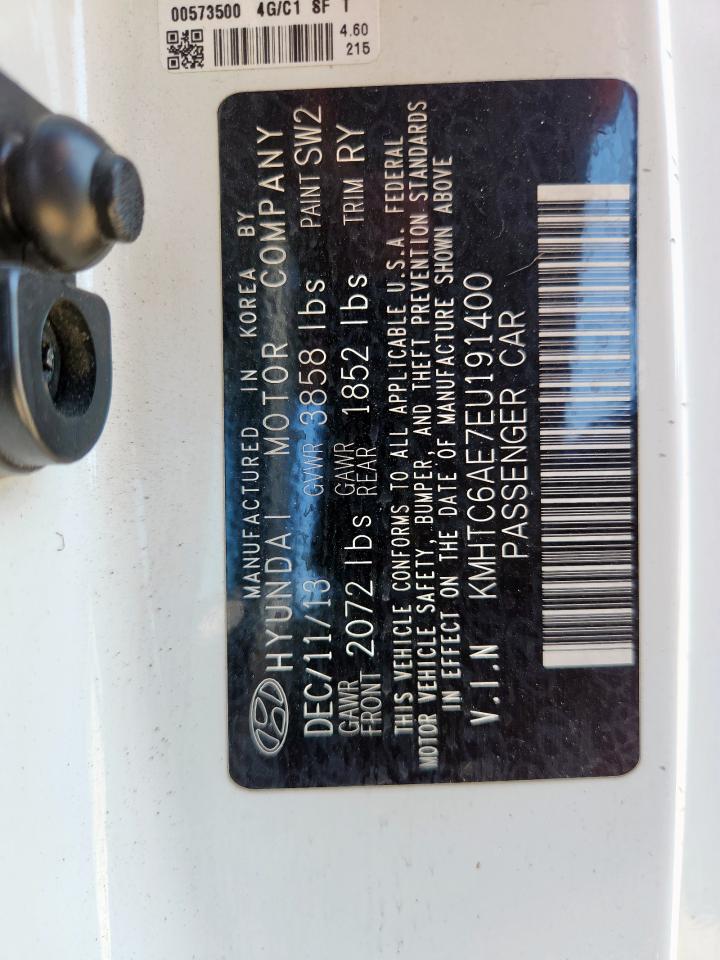 00573500 4G/C1 8F T
4.60
215
MANUFACTURED IN KOREA BY
HYUNDAI MOTOR COMPANY
DEC/11/13 GVWR 3858 lbs PAINT SW2
GAWR FRONT 2072 lbs GAWR REAR 1852 lbs TRIM RY
THIS VEHICLE CONFORMS TO ALL APPLICABLE U.S.A. FEDERAL
MOTOR VEHICLE SAFETY, BUMPER, AND THEFT PREVENTION STANDARDS
IN EFFECT ON THE DATE OF MANUFACTURE SHOWN ABOVE
V.I.N KMHTC6AE7EU191400
PASSENGER CAR